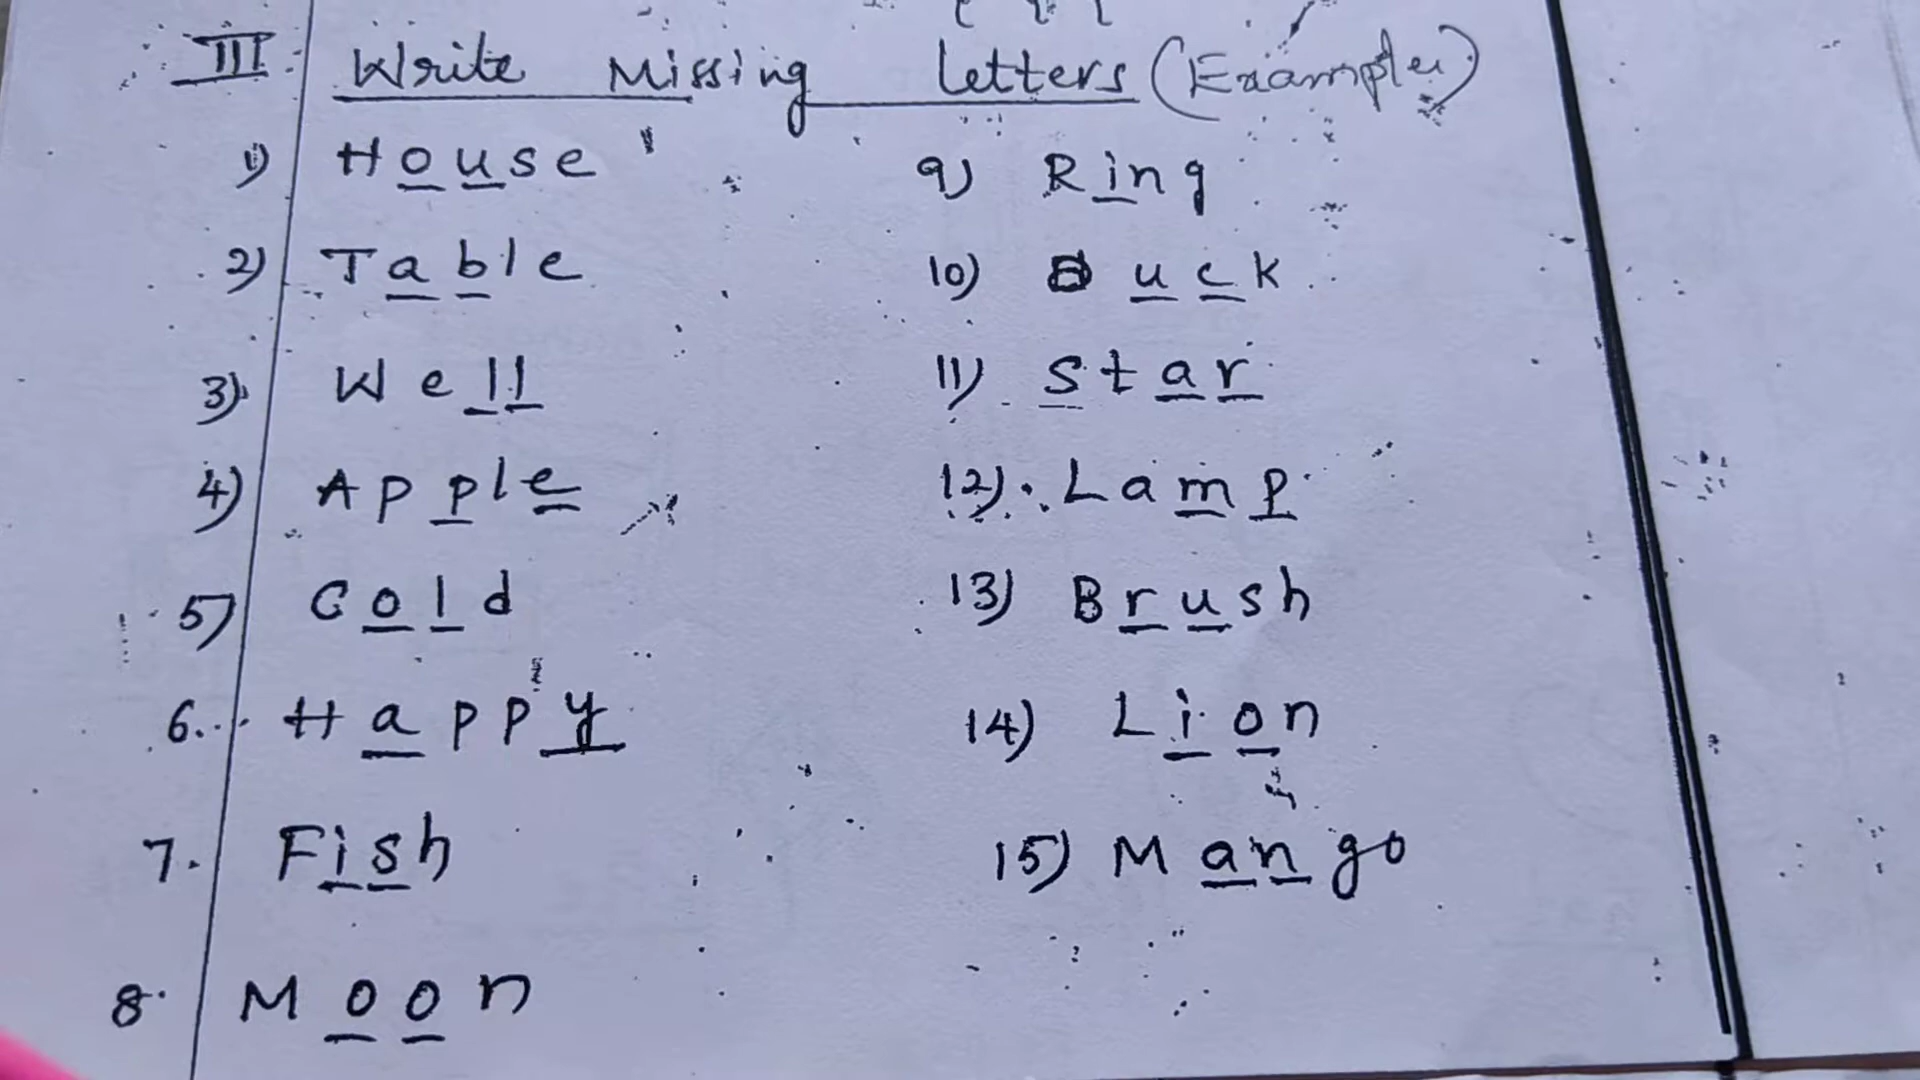 III Write Missing letters (Examples)
1) House
2) Table
3) Well
4) Apple
5) Cold
6. Happy
7. Fish
8. Moon
9) Ring
10) Duck
11) Star
12) Lamp
13) Brush
14) Lion
15) Mango